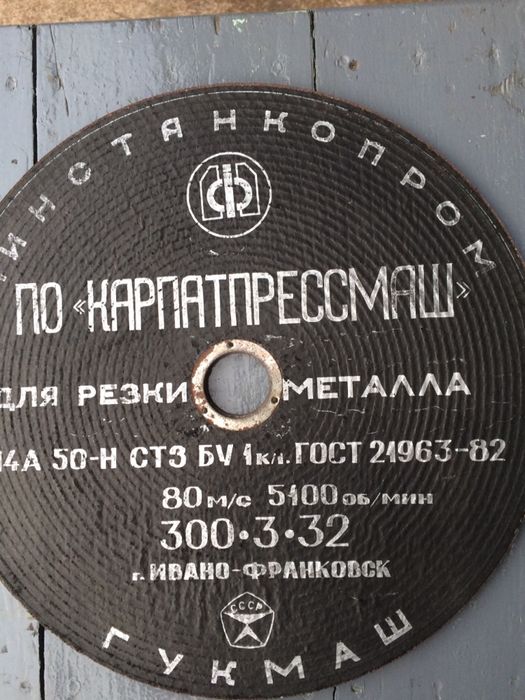 МИНСТАНКОПРОМ
ПО «КАРПАТПРЕССМАШ»
ДЛЯ РЕЗКИ МЕТАЛЛА
14А 50-Н СТ3 БУ 1кл. ГОСТ 21963-82
80 м/с 5100 об/мин
300•3•32
г. ИВАНО-ФРАНКОВСК
СССР
ГУКМАШ